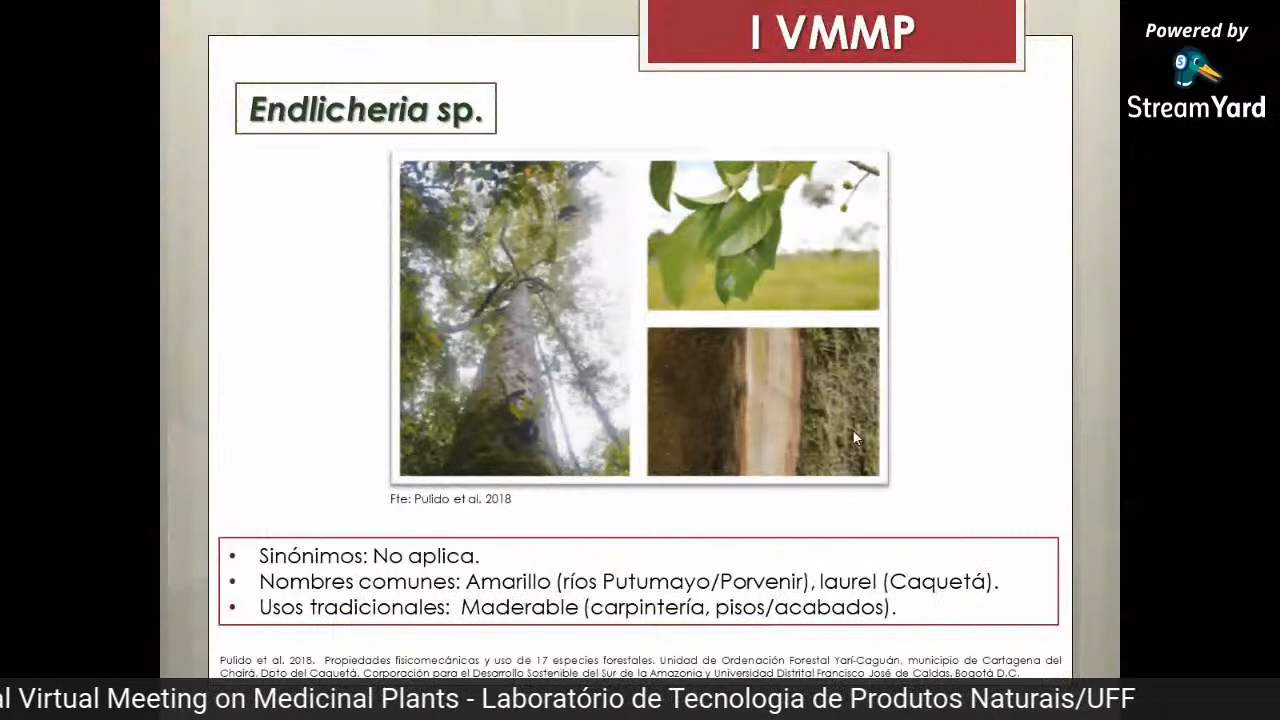 I VMMP
Powered by
StreamYard
Endlicheria sp.
Fte: Pulido et al. 2018
• Sinónimos: No aplica.
• Nombres comunes: Amarillo (ríos Putumayo/Porvenir), laurel (Caquetá).
• Usos tradicionales: Maderable (carpintería, pisos/acabados).
Pulido et al. 2018. Propiedades fisicomecánicas y uso de 17 especies forestales. Unidad de Ordenación Forestal Yarí-Caguán, municipio de Cartagena del
Chairá, Dpto del Caquetá. Corporación para el Desarrollo Sostenible del Sur de la Amazonia y Universidad Distrital Francisco José de Caldas. Bogotá D.C.
al Virtual Meeting on Medicinal Plants - Laboratório de Tecnologia de Produtos Naturais/UFF